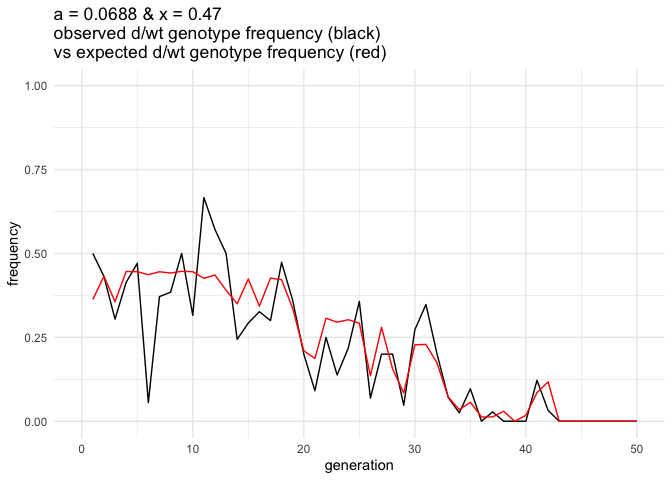 a = 0.0688 & x = 0.47
observed d/wt genotype frequency (black)
vs expected d/wt genotype frequency (red)
1.00
0.75
0.50
0.25
0.00
frequency
0
10
20
30
40
50
generation